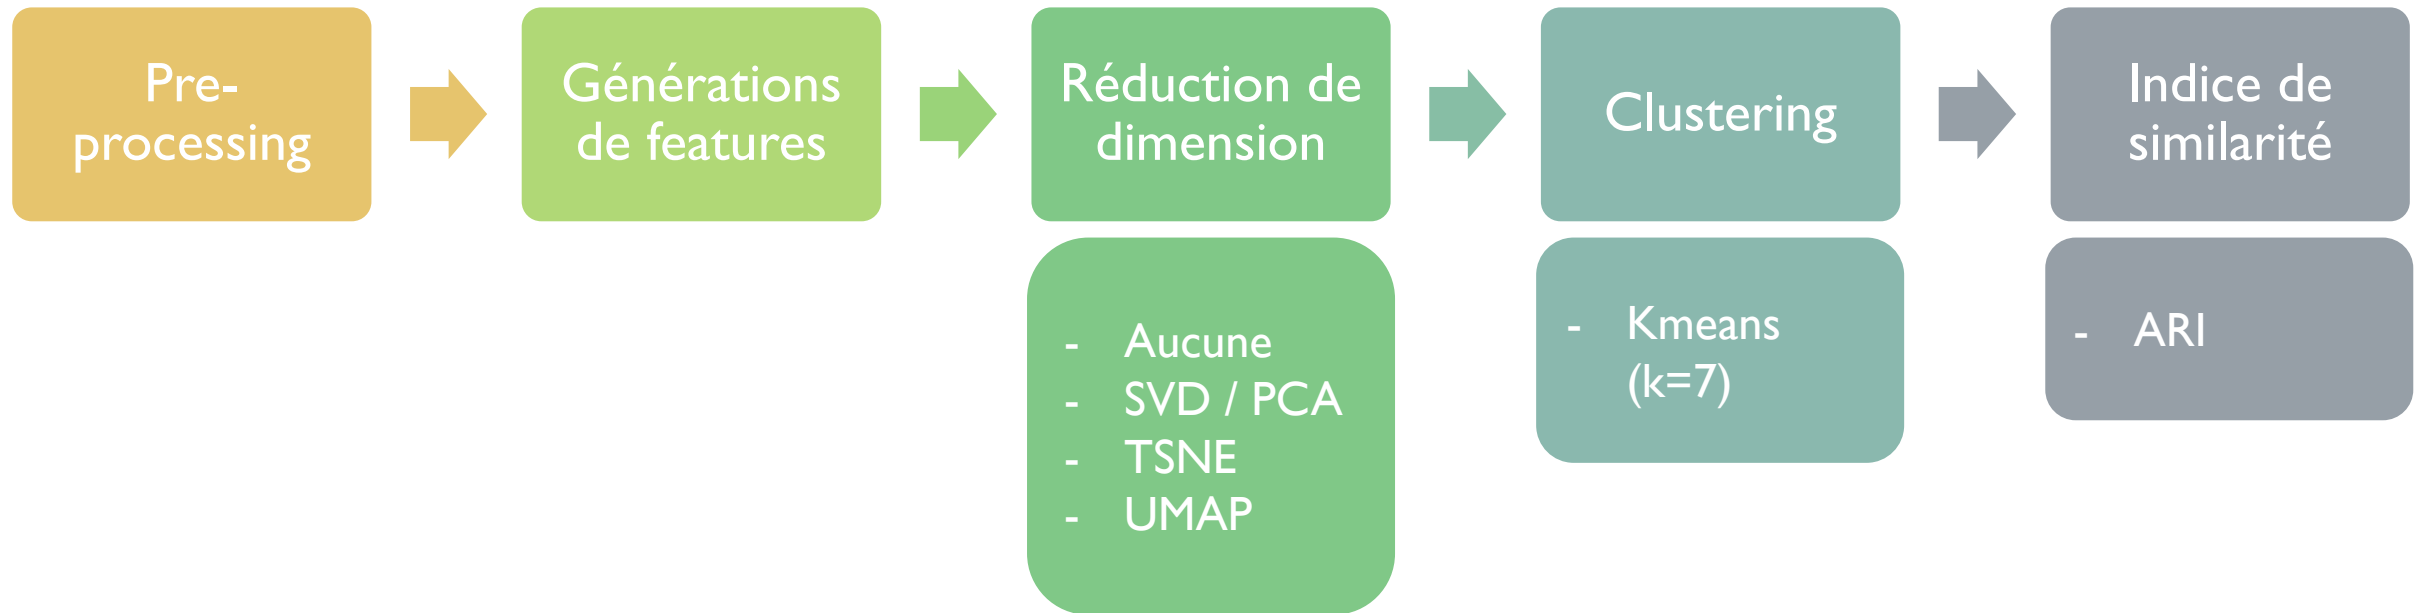 Pre-
processing
Générations
de features
Réduction de
dimension
Clustering
Indice de
similarité
- Aucune
- SVD / PCA
- TSNE
- UMAP
- Kmeans
(k=7)
- ARI